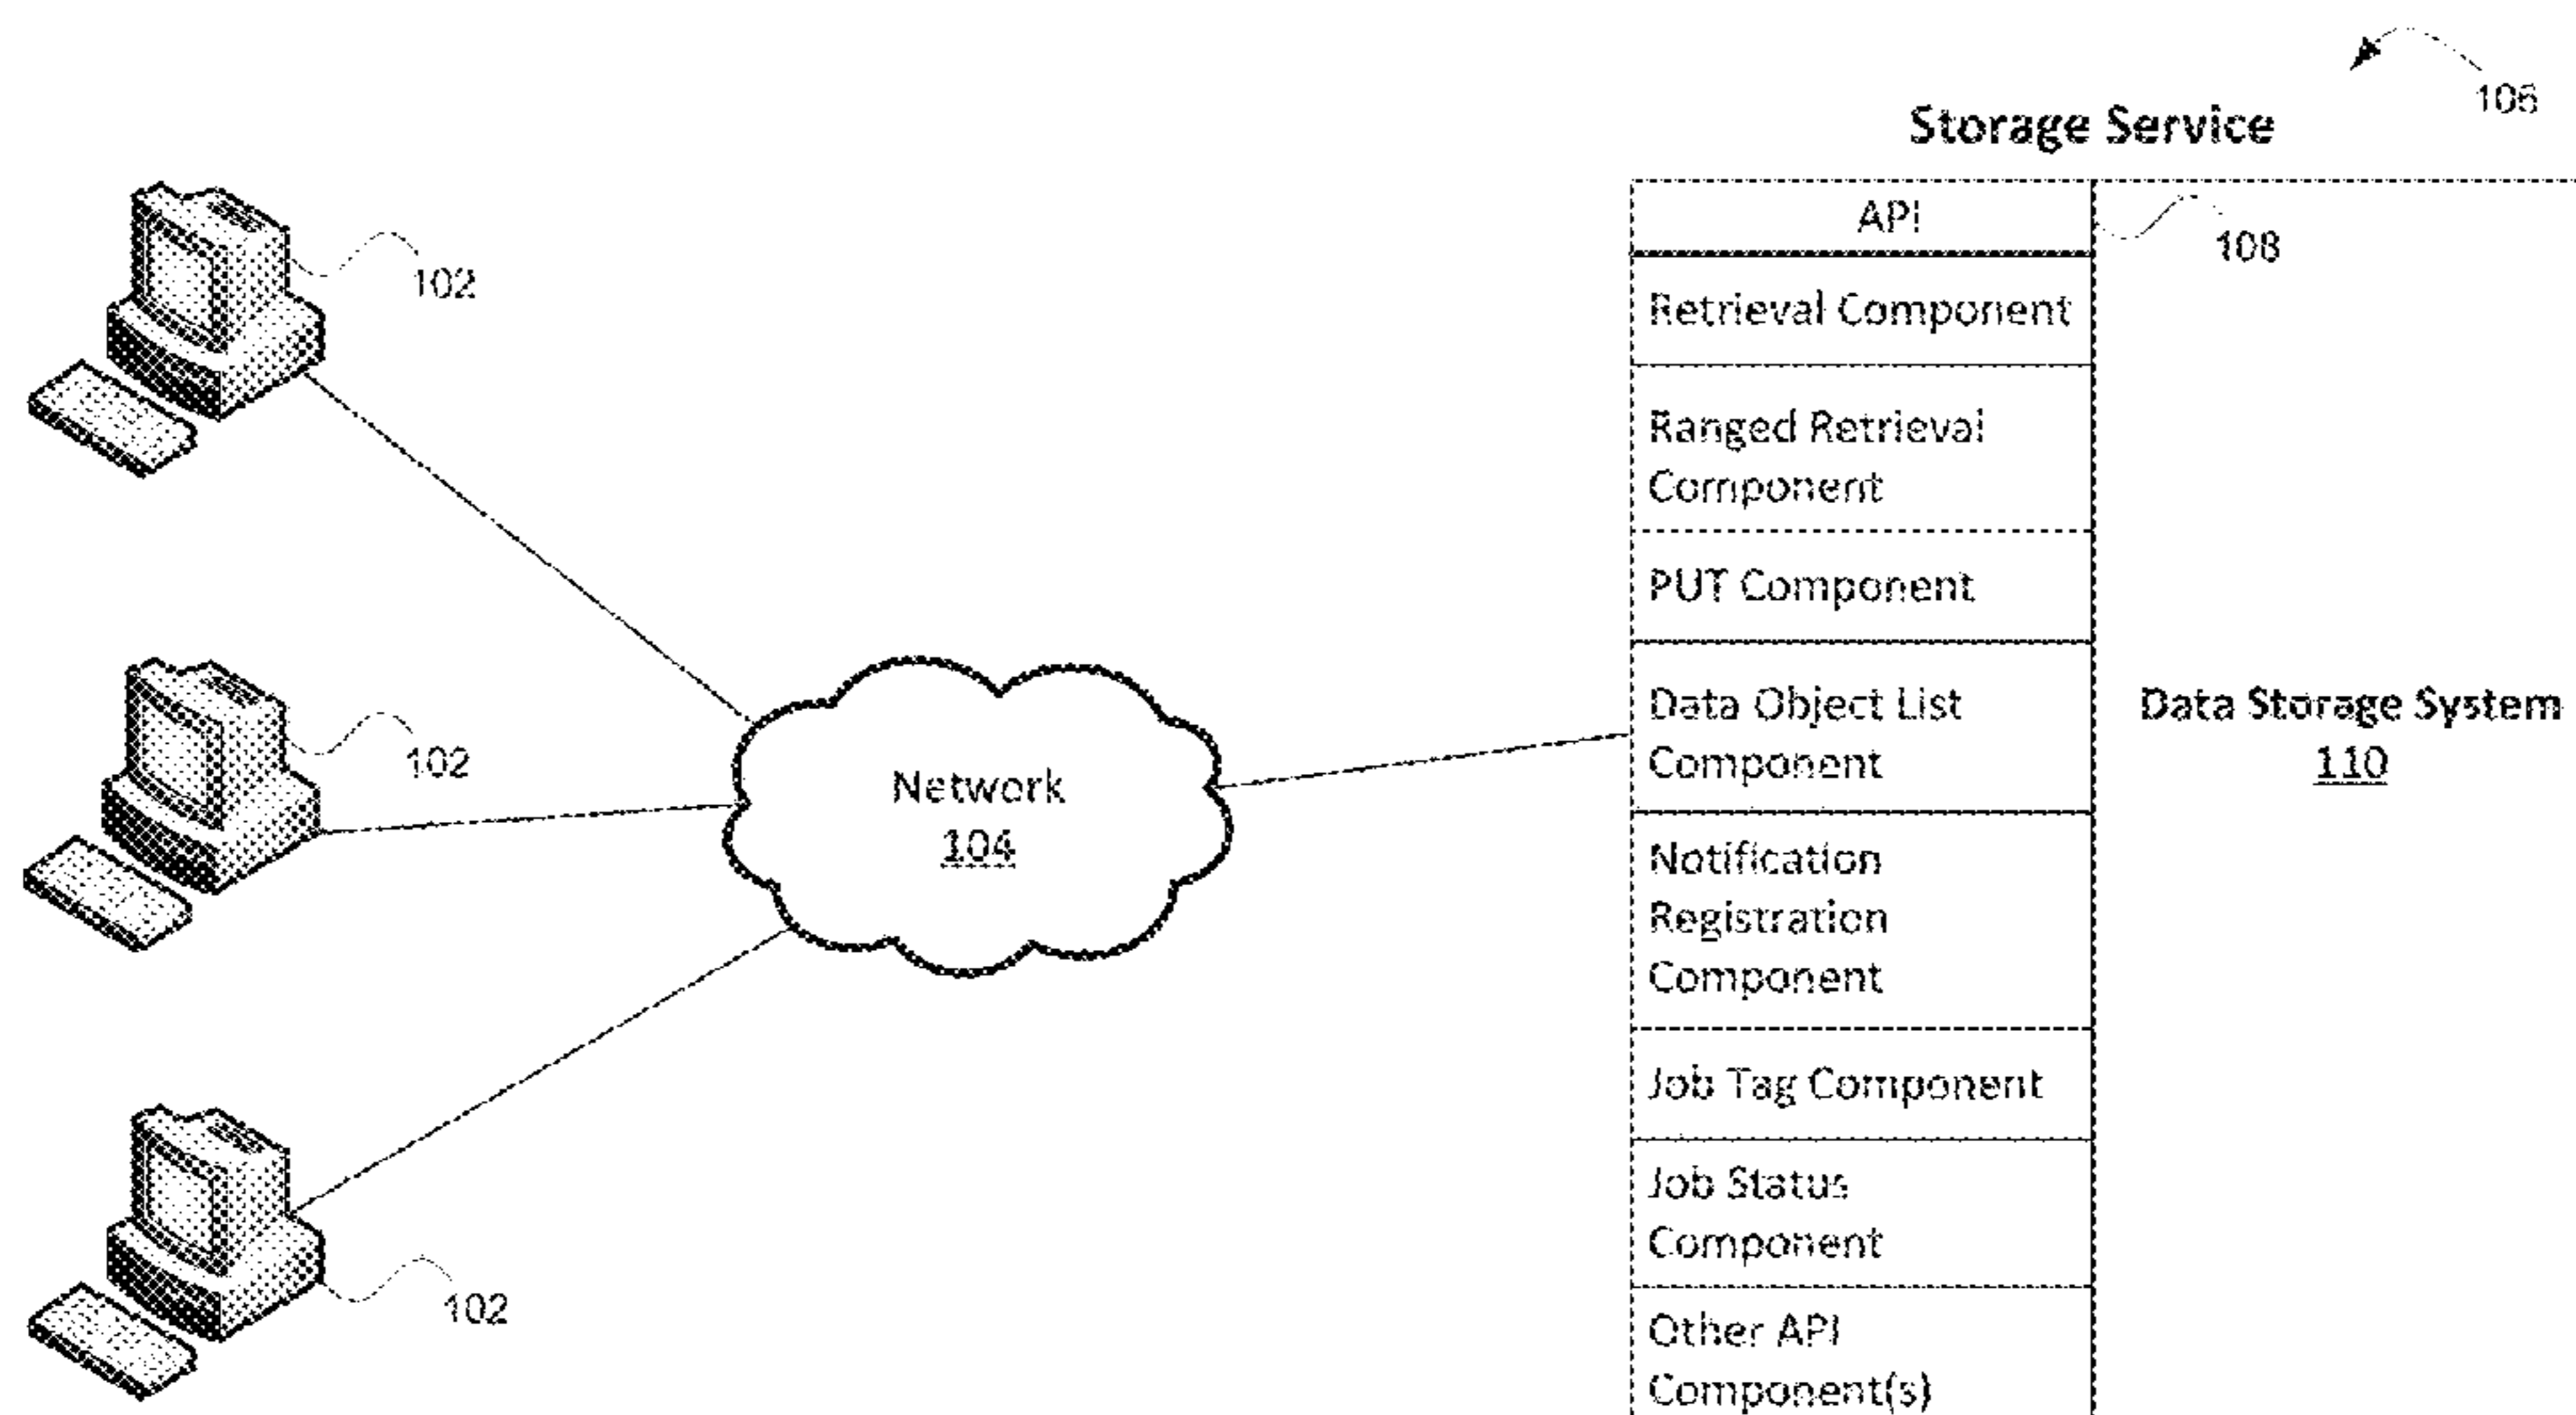 106
Storage Service
API
108
102
Retrieval Component
Ranged Retrieval
Component
PUT Component
102
Data Object List
Component
Data Storage System
110
Network
104
Notification
Registration
Component
Job Tag Component
Job Status
Component
102
Other API
Component(s)